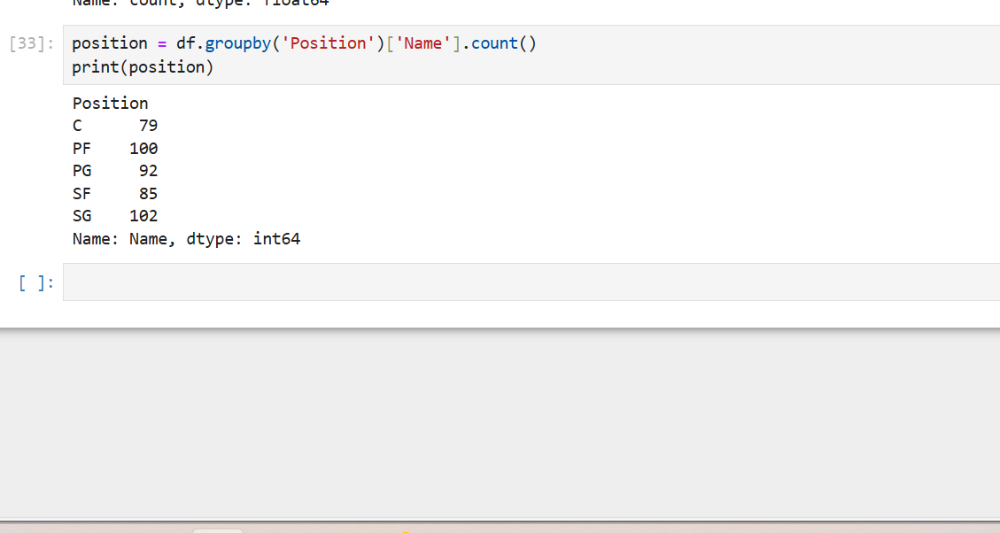 Name: count, dtype: float64
[33]: position = df.groupby('Position')['Name'].count()
print(position)
Position
C      79
PF    100
PG     92
SF     85
SG    102
Name: Name, dtype: int64
[ ]: